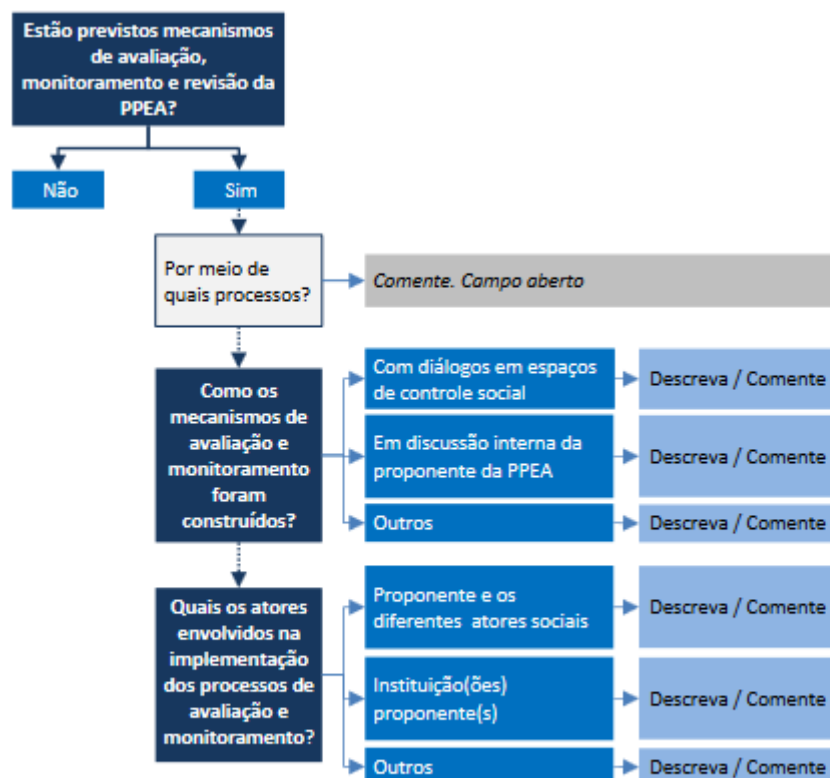 Estão previstos mecanismos
de avaliação,
monitoramento e revisão da
PPEA?
Não
Sim
Por meio de
quais processos?
Comente. Campo aberto
Como os
mecanismos de
avaliação e
monitoramento
foram
construídos?
Com diálogos em espaços
de controle social
Descreva / Comente
Em discussão interna da
proponente da PPEA
Descreva / Comente
Outros
Descreva / Comente
Quais os atores
envolvidos na
implementação
dos processos de
avaliação e
monitoramento?
Proponente e os
diferentes atores sociais
Descreva / Comente
Instituição(ões)
proponente(s)
Descreva / Comente
Outros
Descreva / Comente